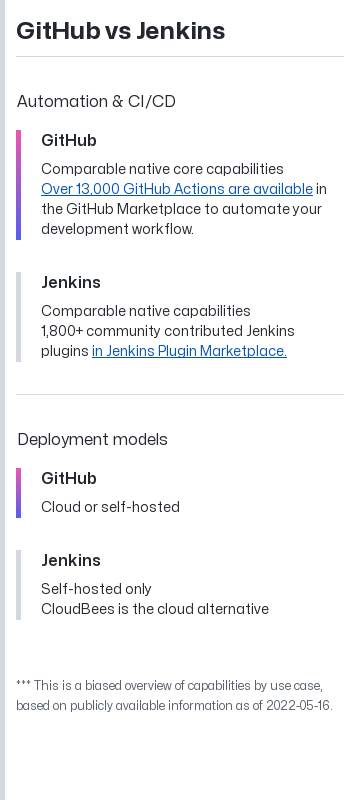 GitHub vs Jenkins
Automation & CI/CD
GitHub
Comparable native core capabilities
Over 13,000 GitHub Actions are available in
the GitHub Marketplace to automate your
development workflow.
Jenkins
Comparable native capabilities
1,800+ community contributed Jenkins
plugins in Jenkins Plugin Marketplace.
Deployment models
GitHub
Cloud or self-hosted
Jenkins
Self-hosted only
CloudBees is the cloud alternative
*** This is a biased overview of capabilities by use case,
based on publicly available information as of 2022-05-16.